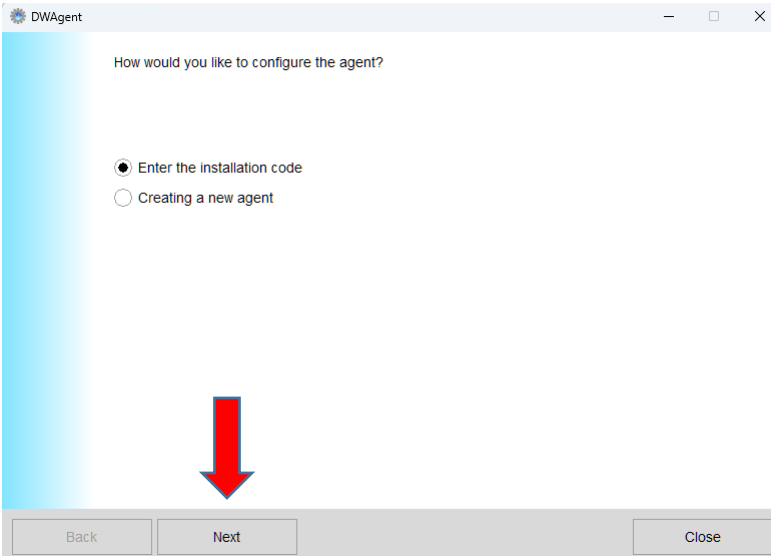 DWAgent
How would you like to configure the agent?
Enter the installation code
Creating a new agent
Back
Next
Close